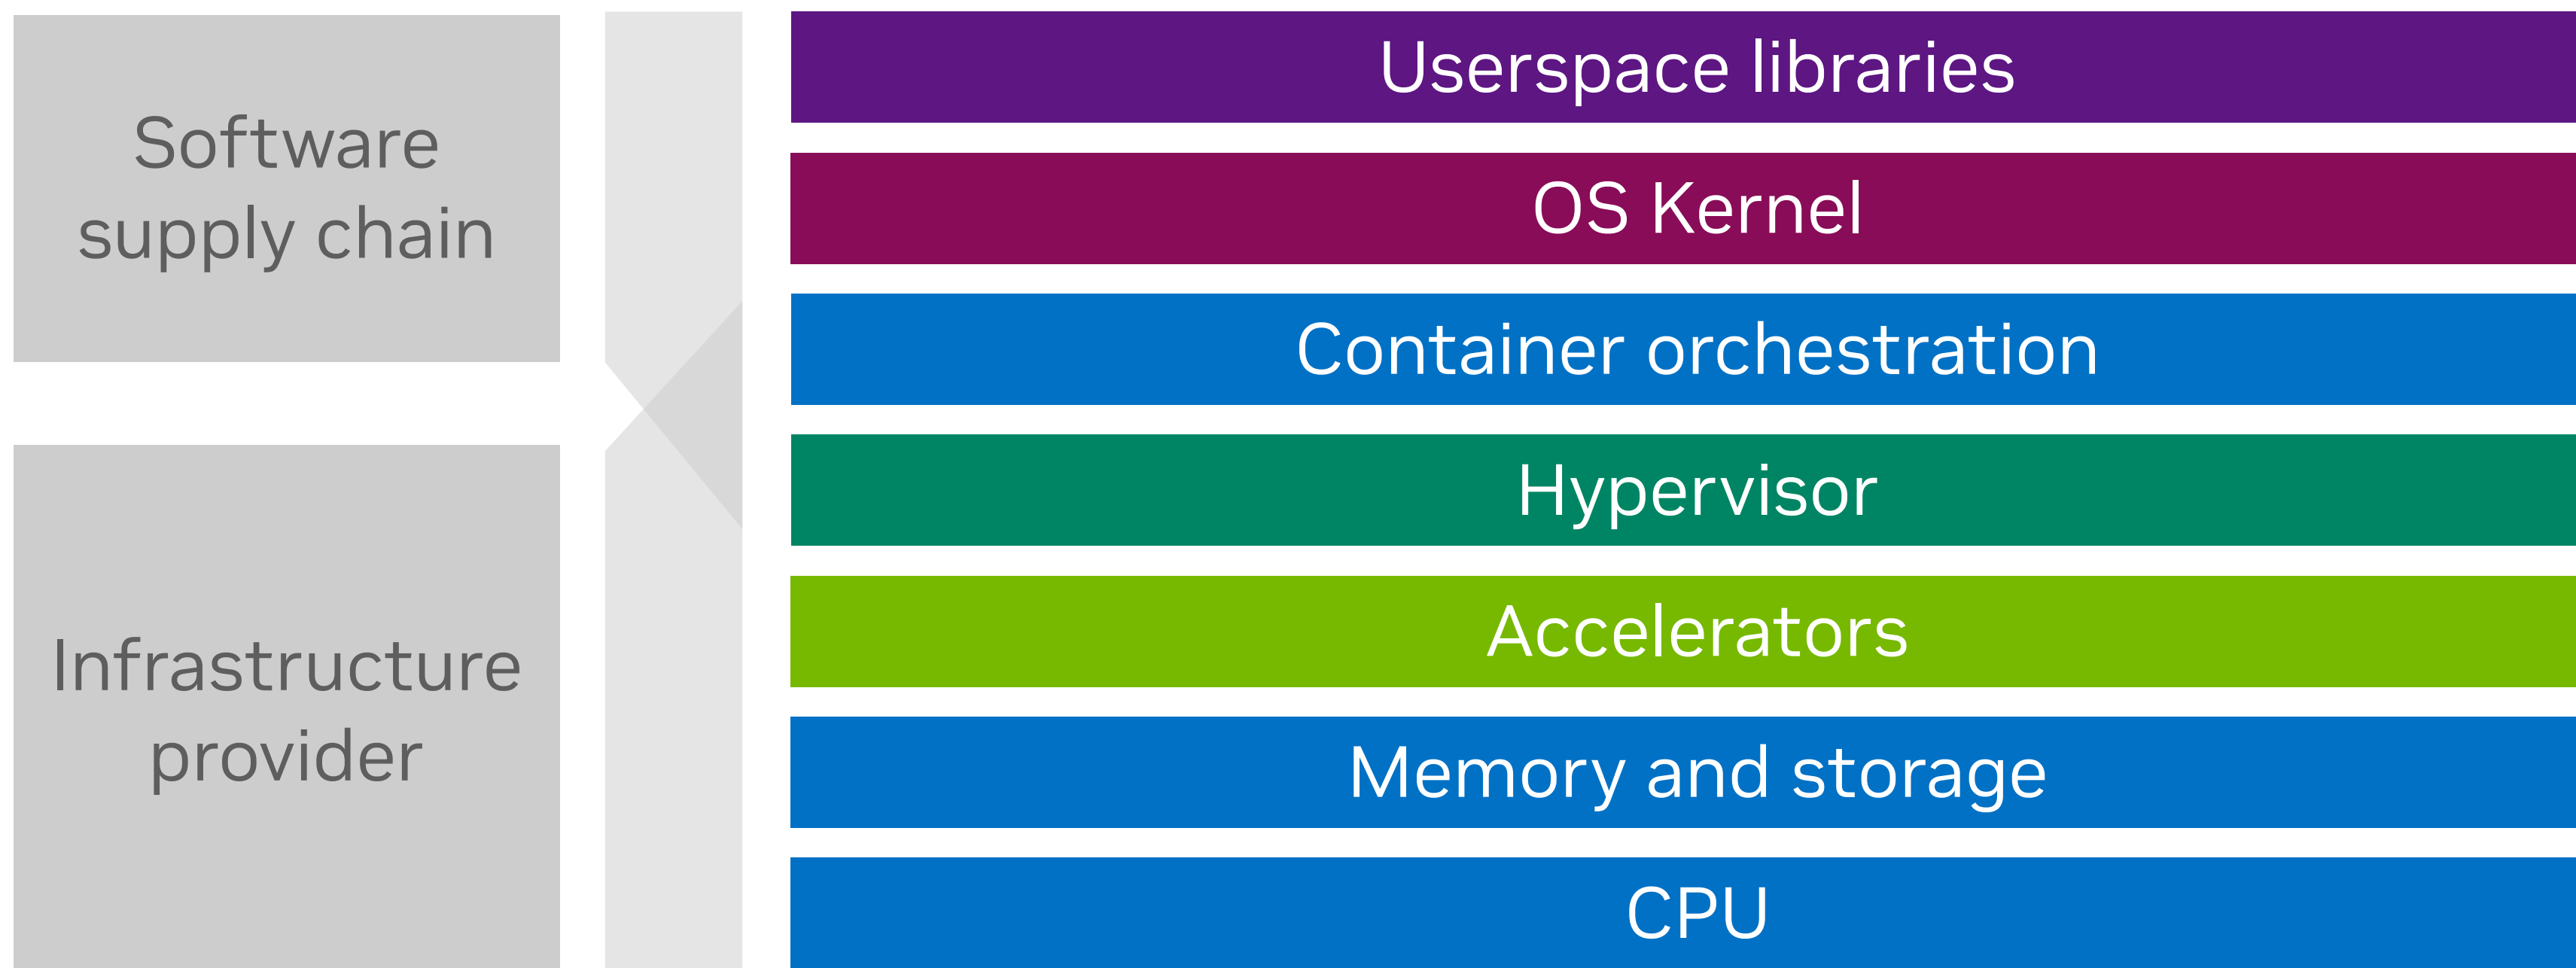 Software
supply chain
Infrastructure
provider
Userspace libraries
OS Kernel
Container orchestration
Hypervisor
Accelerators
Memory and storage
CPU